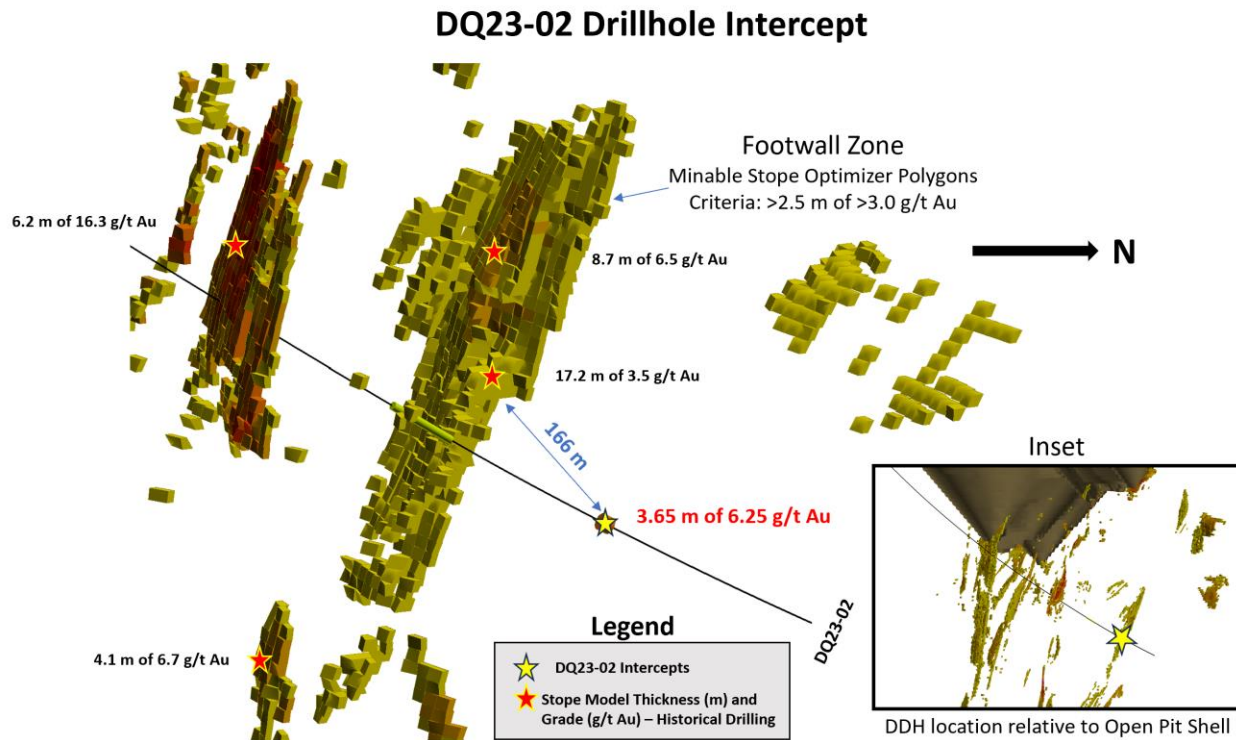 DQ23-02 Drillhole Intercept
Footwall Zone
Minable Stope Optimizer Polygons
Criteria: >2.5 m of >3.0 g/t Au
6.2 m of 16.3 g/t Au
8.7 m of 6.5 g/t Au
N
17.2 m of 3.5 g/t Au
166 m
3.65 m of 6.25 g/t Au
DQ23-02
4.1 m of 6.7 g/t Au
Legend
DQ23-02 Intercepts
Stope Model Thickness (m) and
Grade (g/t Au) – Historical Drilling
Inset
DDH location relative to Open Pit Shell